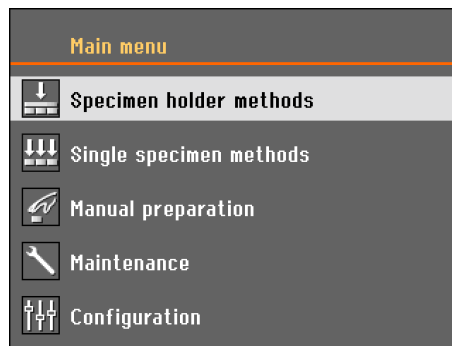 Main menu
Specimen holder methods
Single specimen methods
Manual preparation
Maintenance
Configuration